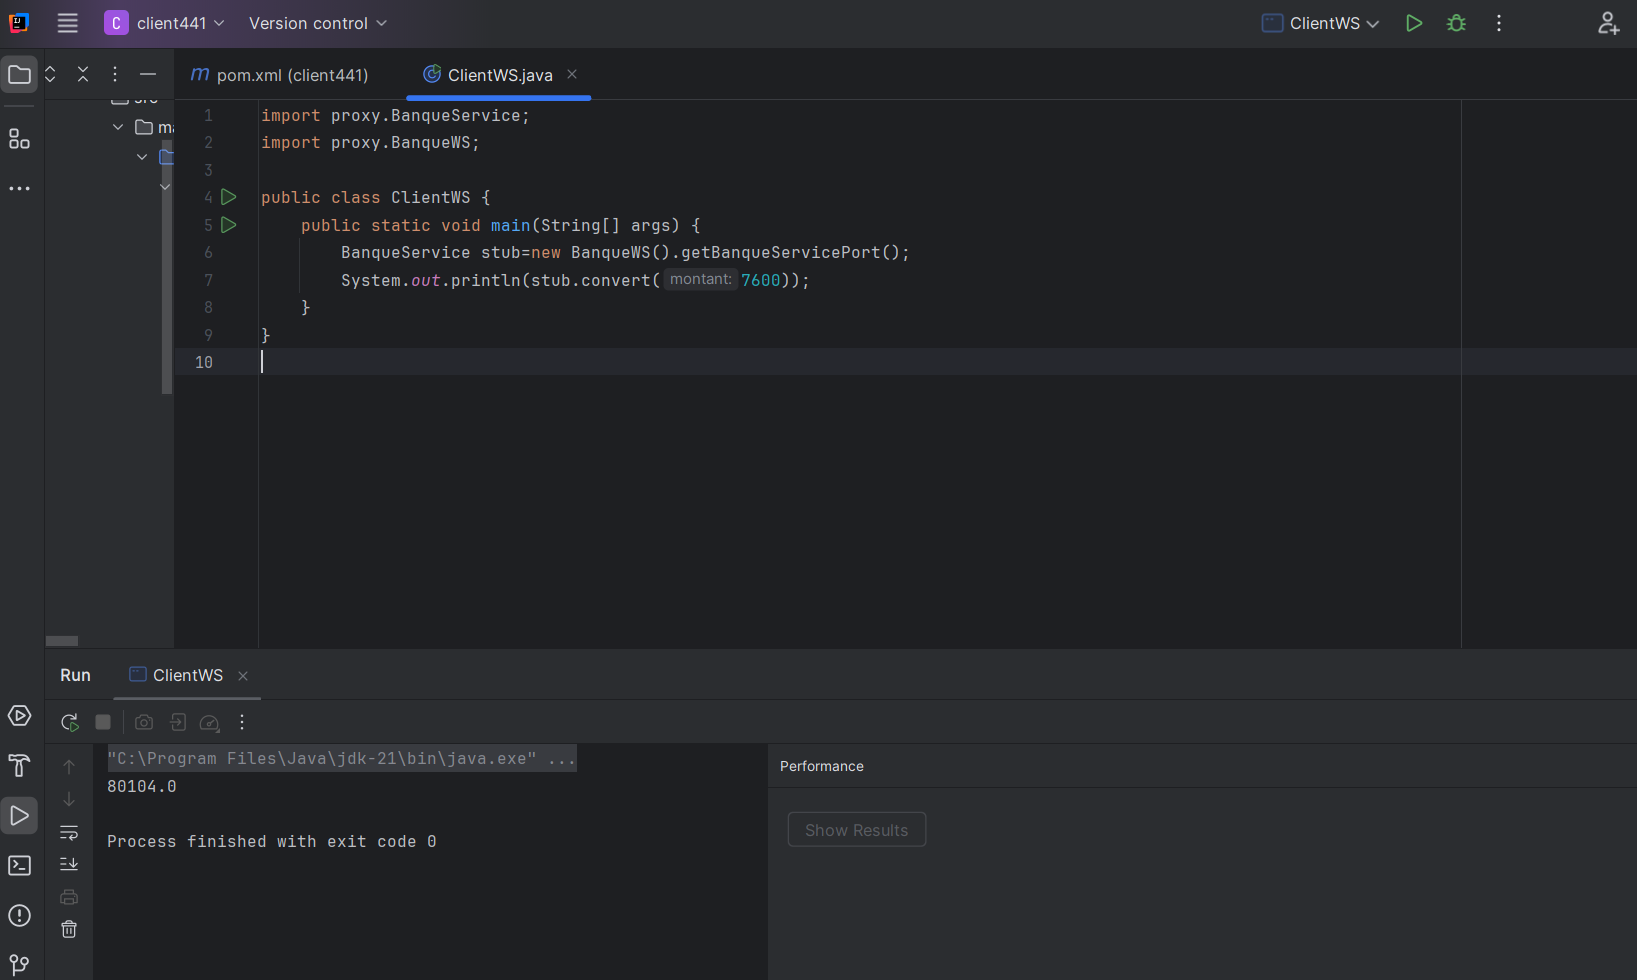 C client441 Version control ClientWS
pom.xml (client441) ClientWS.java
1 import proxy.BanqueService;
2 import proxy.BanqueWS;
3
4 public class ClientWS {
5 public static void main(String[] args) {
6 BanqueService stub=new BanqueWS().getBanqueServicePort();
7 System.out.println(stub.convert( montant: 7600));
8 }
9 }
10
Run ClientWS
"C:\Program Files\Java\jdk-21\bin\java.exe" ...
80104.0
Process finished with exit code 0
Performance
Show Results